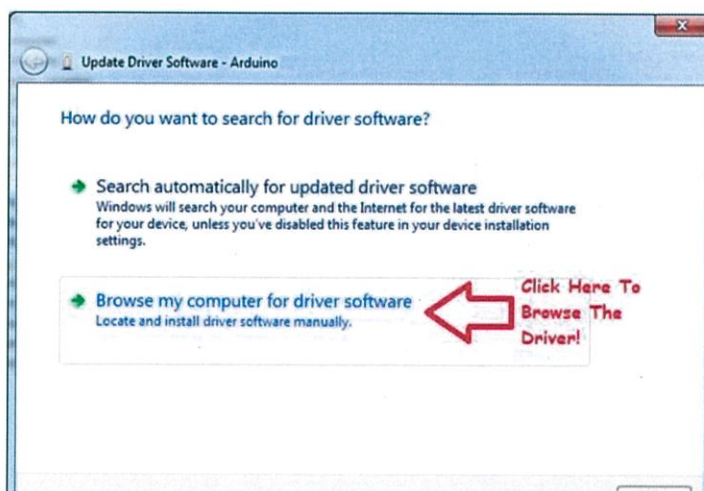 Update Driver Software - Arduino
How do you want to search for driver software?
Search automatically for updated driver software
Windows will search your computer and the Internet for the latest driver software
for your device, unless you've disabled this feature in your device installation
settings.
Browse my computer for driver software
Locate and install driver software manually.
Click Here To
Browse The
Driver!